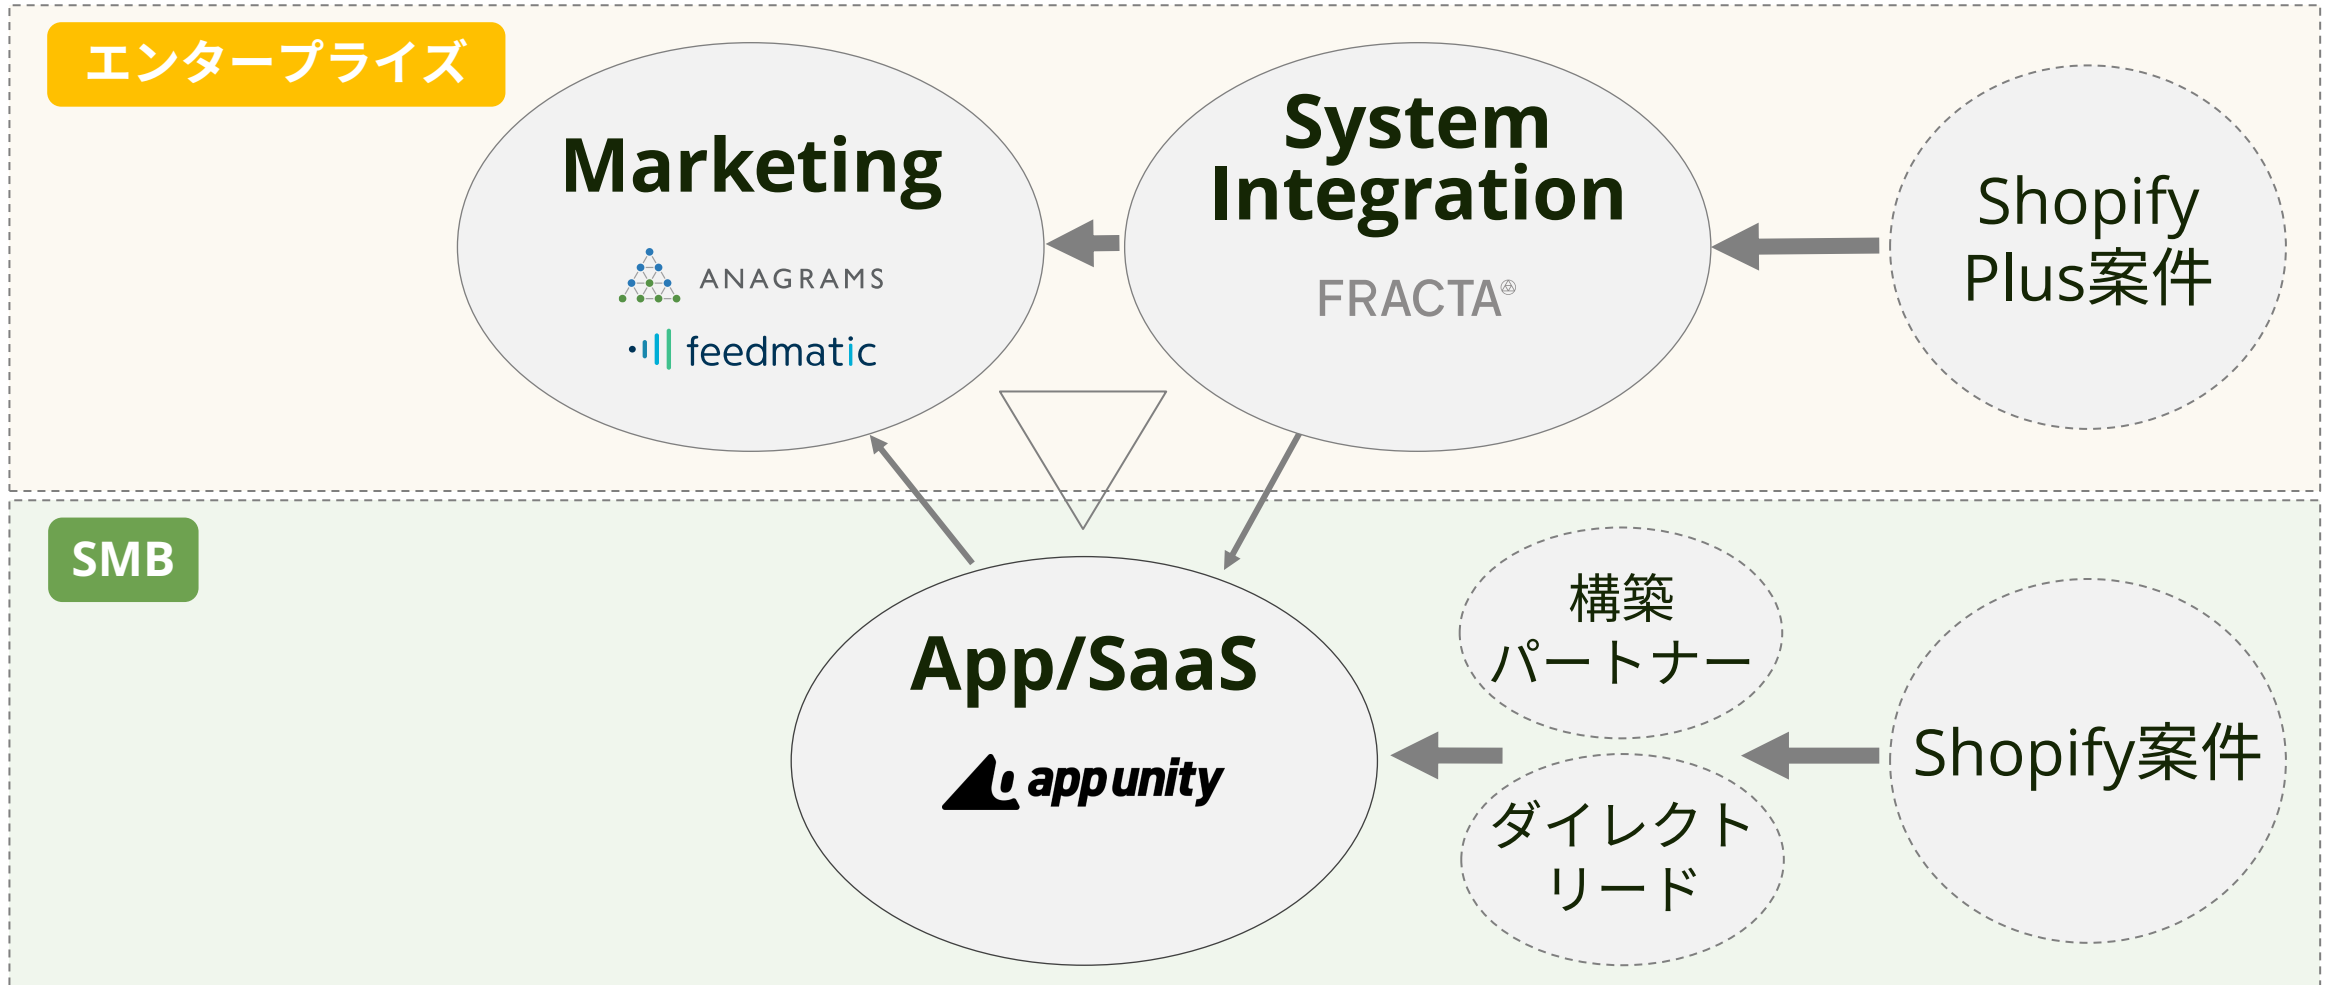 エンタープライズ
Marketing
ANAGRAMS
feedmatic
System
Integration
FRACTA
Shopify
Plus案件
SMB
App/SaaS
app unity
構築
パートナー
ダイレクト
リード
Shopify案件